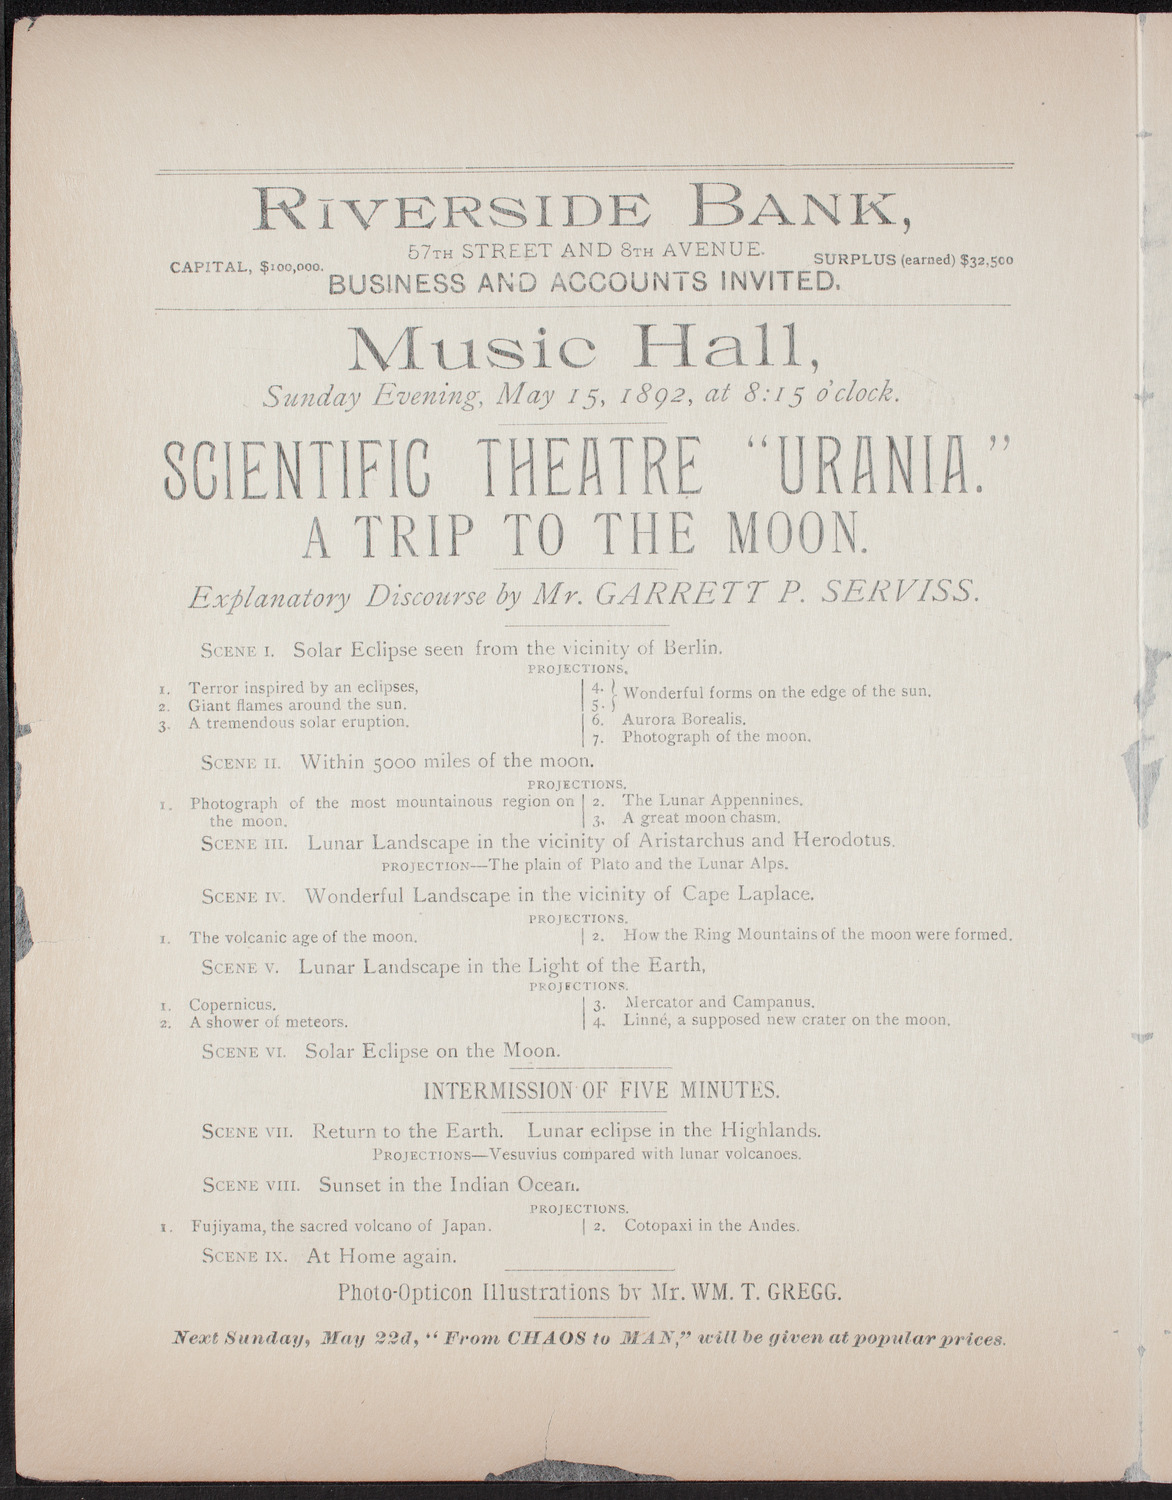 RIVERSIDE BANK,
57TH STREET AND 8TH AVENUE.
CAPITAL, $100,000.
SURPLUS (earned) $32,500
BUSINESS AND ACCOUNTS INVITED.
Music Hall,
Sunday Evening, May 15, 1892, at 8:15 o'clock.
SCIENTIFIC THEATRE "URANIA."
A TRIP TO THE MOON.
Explanatory Discourse by Mr. GARRETT P. SERVISS.
SCENE I. Solar Eclipse seen from the vicinity of Berlin.
PROJECTIONS.
1. Terror inspired by an eclipses,
2. Giant flames around the sun.
3. A tremendous solar eruption.
4. } Wonderful forms on the edge of the sun.
5. }
6. Aurora Borealis.
7. Photograph of the moon.
SCENE II. Within 5000 miles of the moon.
PROJECTIONS.
1. Photograph of the most mountainous region on
the moon.
2. The Lunar Appennines.
3. A great moon chasm.
SCENE III. Lunar Landscape in the vicinity of Aristarchus and Herodotus.
PROJECTION—The plain of Plato and the Lunar Alps.
SCENE IV. Wonderful Landscape in the vicinity of Cape Laplace.
PROJECTIONS.
1. The volcanic age of the moon.
2. How the Ring Mountains of the moon were formed.
SCENE V. Lunar Landscape in the Light of the Earth,
PROJECTIONS.
1. Copernicus.
2. A shower of meteors.
3. Mercator and Campanus.
4. Linné, a supposed new crater on the moon.
SCENE VI. Solar Eclipse on the Moon.
INTERMISSION OF FIVE MINUTES.
SCENE VII. Return to the Earth. Lunar eclipse in the Highlands.
PROJECTIONS—Vesuvius compared with lunar volcanoes.
SCENE VIII. Sunset in the Indian Ocean.
PROJECTIONS.
1. Fujiyama, the sacred volcano of Japan.
2. Cotopaxi in the Andes.
SCENE IX. At Home again.
Photo-Opticon Illustrations by Mr. WM. T. GREGG.
Next Sunday, May 22d, "From CHAOS to MAN," will be given at popular prices.